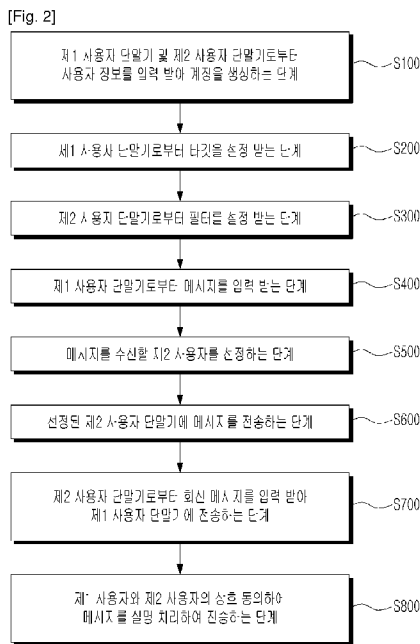 [Fig. 2]
제1 사용자 단말기 및 제2 사용자 단말기로부터
사용자 정보를 입력 받아 계정을 생성하는 단계
S100
제1 사용자 단말기로부터 타깃을 설정 받는 단계
S200
제2 사용자 단말기로부터 필터를 설정 받는 단계
S300
제1 사용자 단말기로부터 메시지를 입력 받는 단계
S400
메시지를 수신할 제2 사용자를 선정하는 단계
S500
선정된 제2 사용자 단말기에 메시지를 전송하는 단계
S600
제2 사용자 단말기로부터 회신 메시지를 입력 받아
제1 사용자 단말기에 전송하는 단계
S700
제1 사용자와 제2 사용자의 상호 동의하에
메시지를 실명 처리하여 전송하는 단계
S800